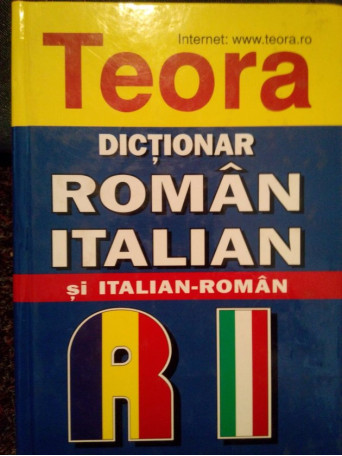 Internet: www.teora.ro
Teora
DICȚIONAR
ROMÂN
ITALIAN
și ITALIAN-ROMÂN
R I